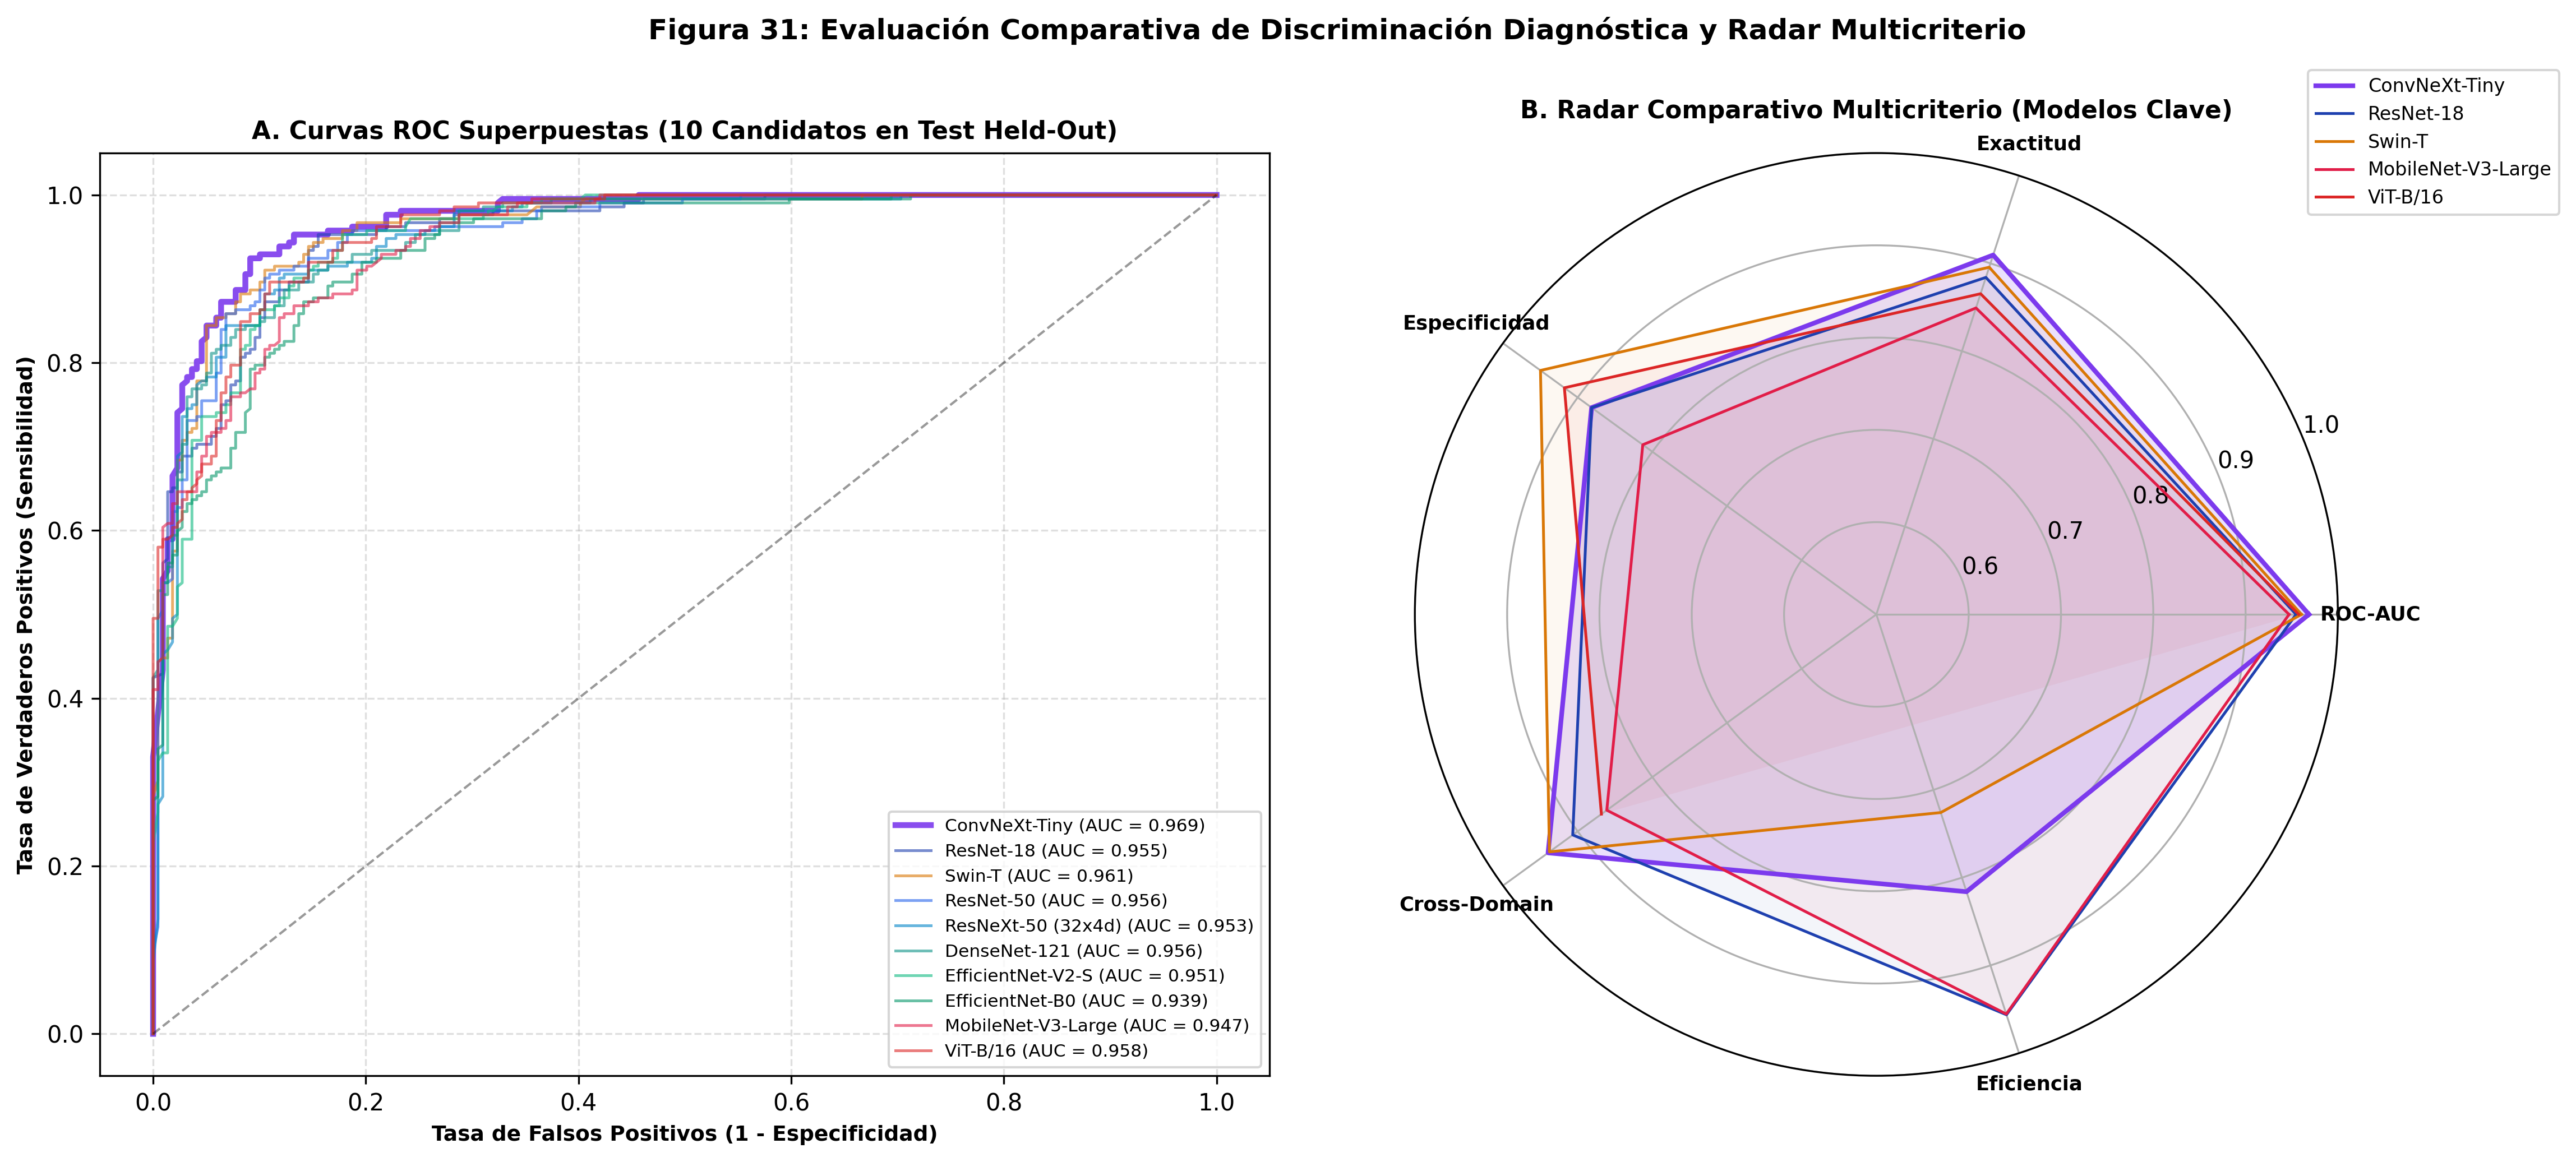 Figura 31: Evaluación Comparativa de Discriminación Diagnóstica y Radar Multicriterio
A. Curvas ROC Superpuestas (10 Candidatos en Test Held-Out)
Tasa de Verdaderos Positivos (Sensibilidad)
1.0
0.8
0.6
0.4
0.2
0.0
0.0
0.2
0.4
0.6
0.8
1.0
Tasa de Falsos Positivos (1 - Especificidad)
ConvNeXt-Tiny (AUC = 0.969)
ResNet-18 (AUC = 0.955)
Swin-T (AUC = 0.961)
ResNet-50 (AUC = 0.956)
ResNeXt-50 (32x4d) (AUC = 0.953)
DenseNet-121 (AUC = 0.956)
EfficientNet-V2-S (AUC = 0.951)
EfficientNet-B0 (AUC = 0.939)
MobileNet-V3-Large (AUC = 0.947)
ViT-B/16 (AUC = 0.958)
B. Radar Comparativo Multicriterio (Modelos Clave)
Exactitud
Especificidad
Cross-Domain
Eficiencia
ROC-AUC
0.6
0.7
0.8
0.9
1.0
ConvNeXt-Tiny
ResNet-18
Swin-T
MobileNet-V3-Large
ViT-B/16